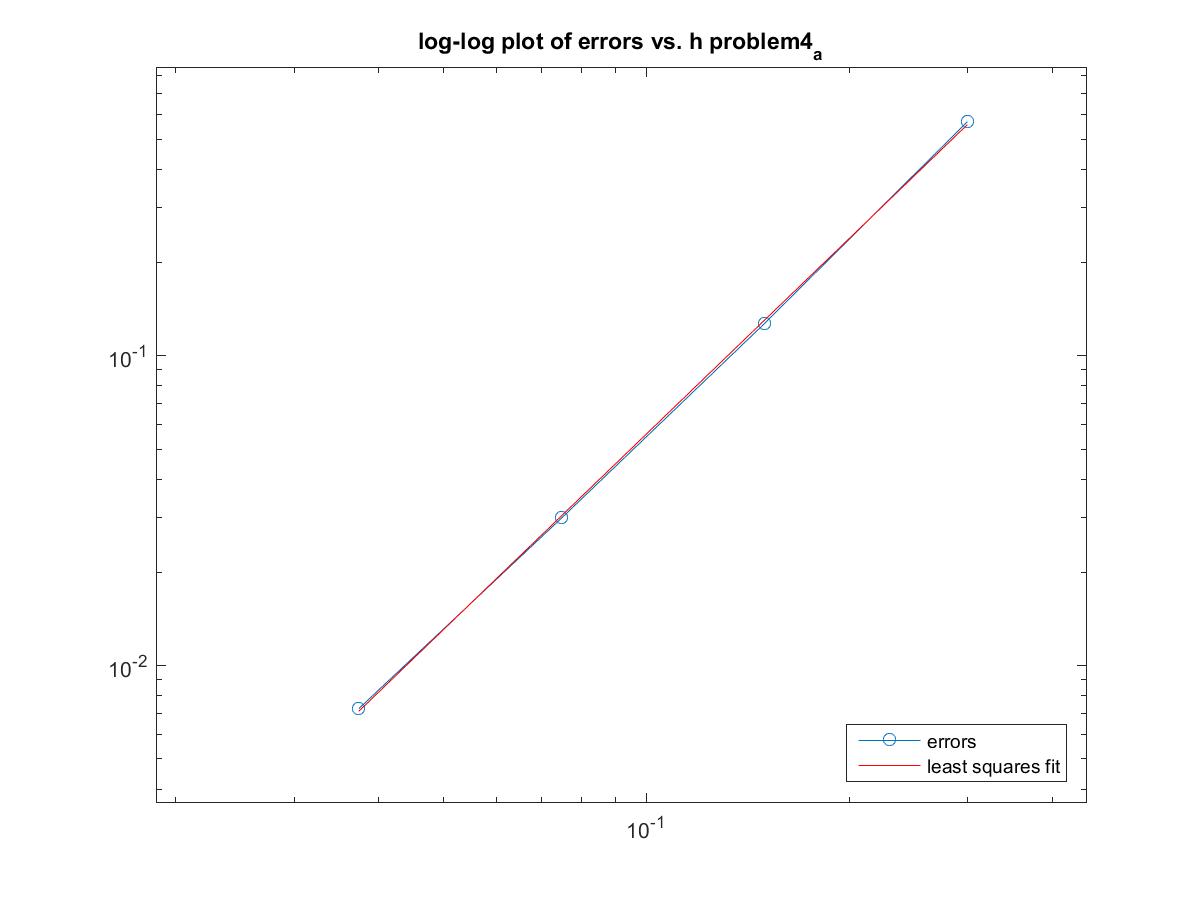 log-log plot of errors vs. h problem4a
10-1
10-2
errors
least squares fit
10-1